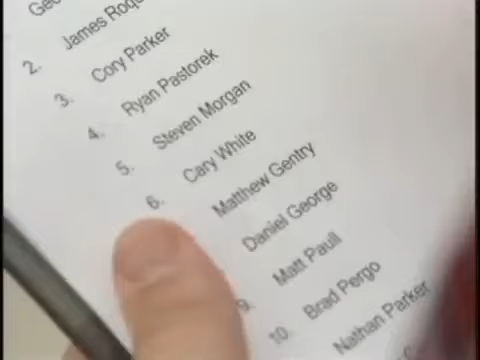 2. James
3. Cory Parker
4. Ryan Pastorek
5. Steven Morgan
6. Cary White
Matthew Gentry
Daniel George
9. Matt Paull
10. Brad Pergo
Nathan Parker